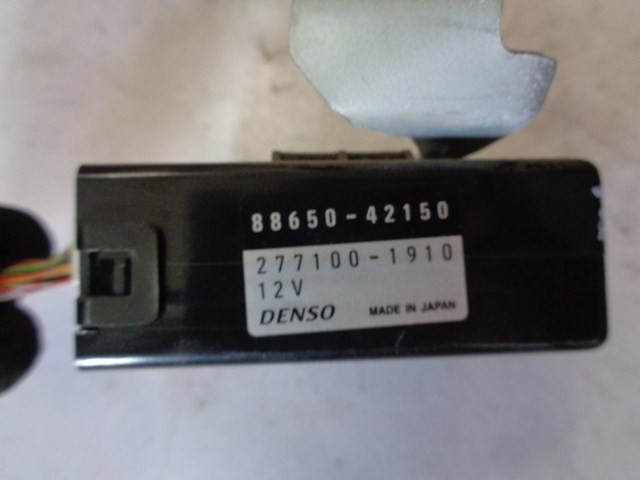 88650-42150
277100-1910
12V
DENSO MADE IN JAPAN